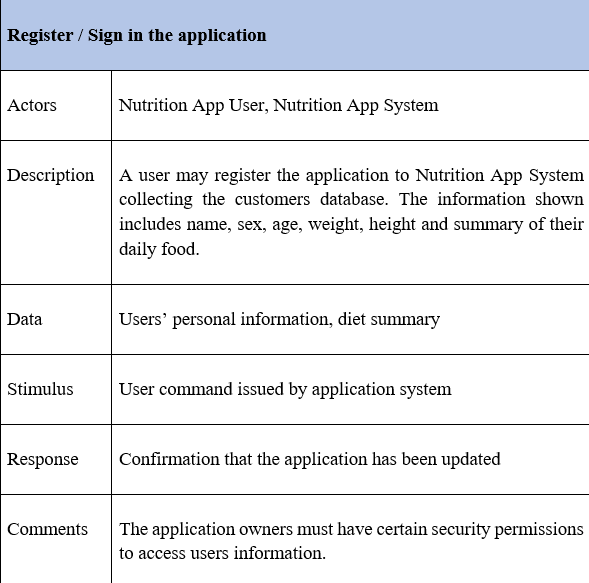 Register / Sign in the application
Actors
Nutrition App User, Nutrition App System
Description
A user may register the application to Nutrition App System
collecting the customers database. The information shown
includes name, sex, age, weight, height and summary of their
daily food.
Data
Users’ personal information, diet summary
Stimulus
User command issued by application system
Response
Confirmation that the application has been updated
Comments
The application owners must have certain security permissions
to access users information.